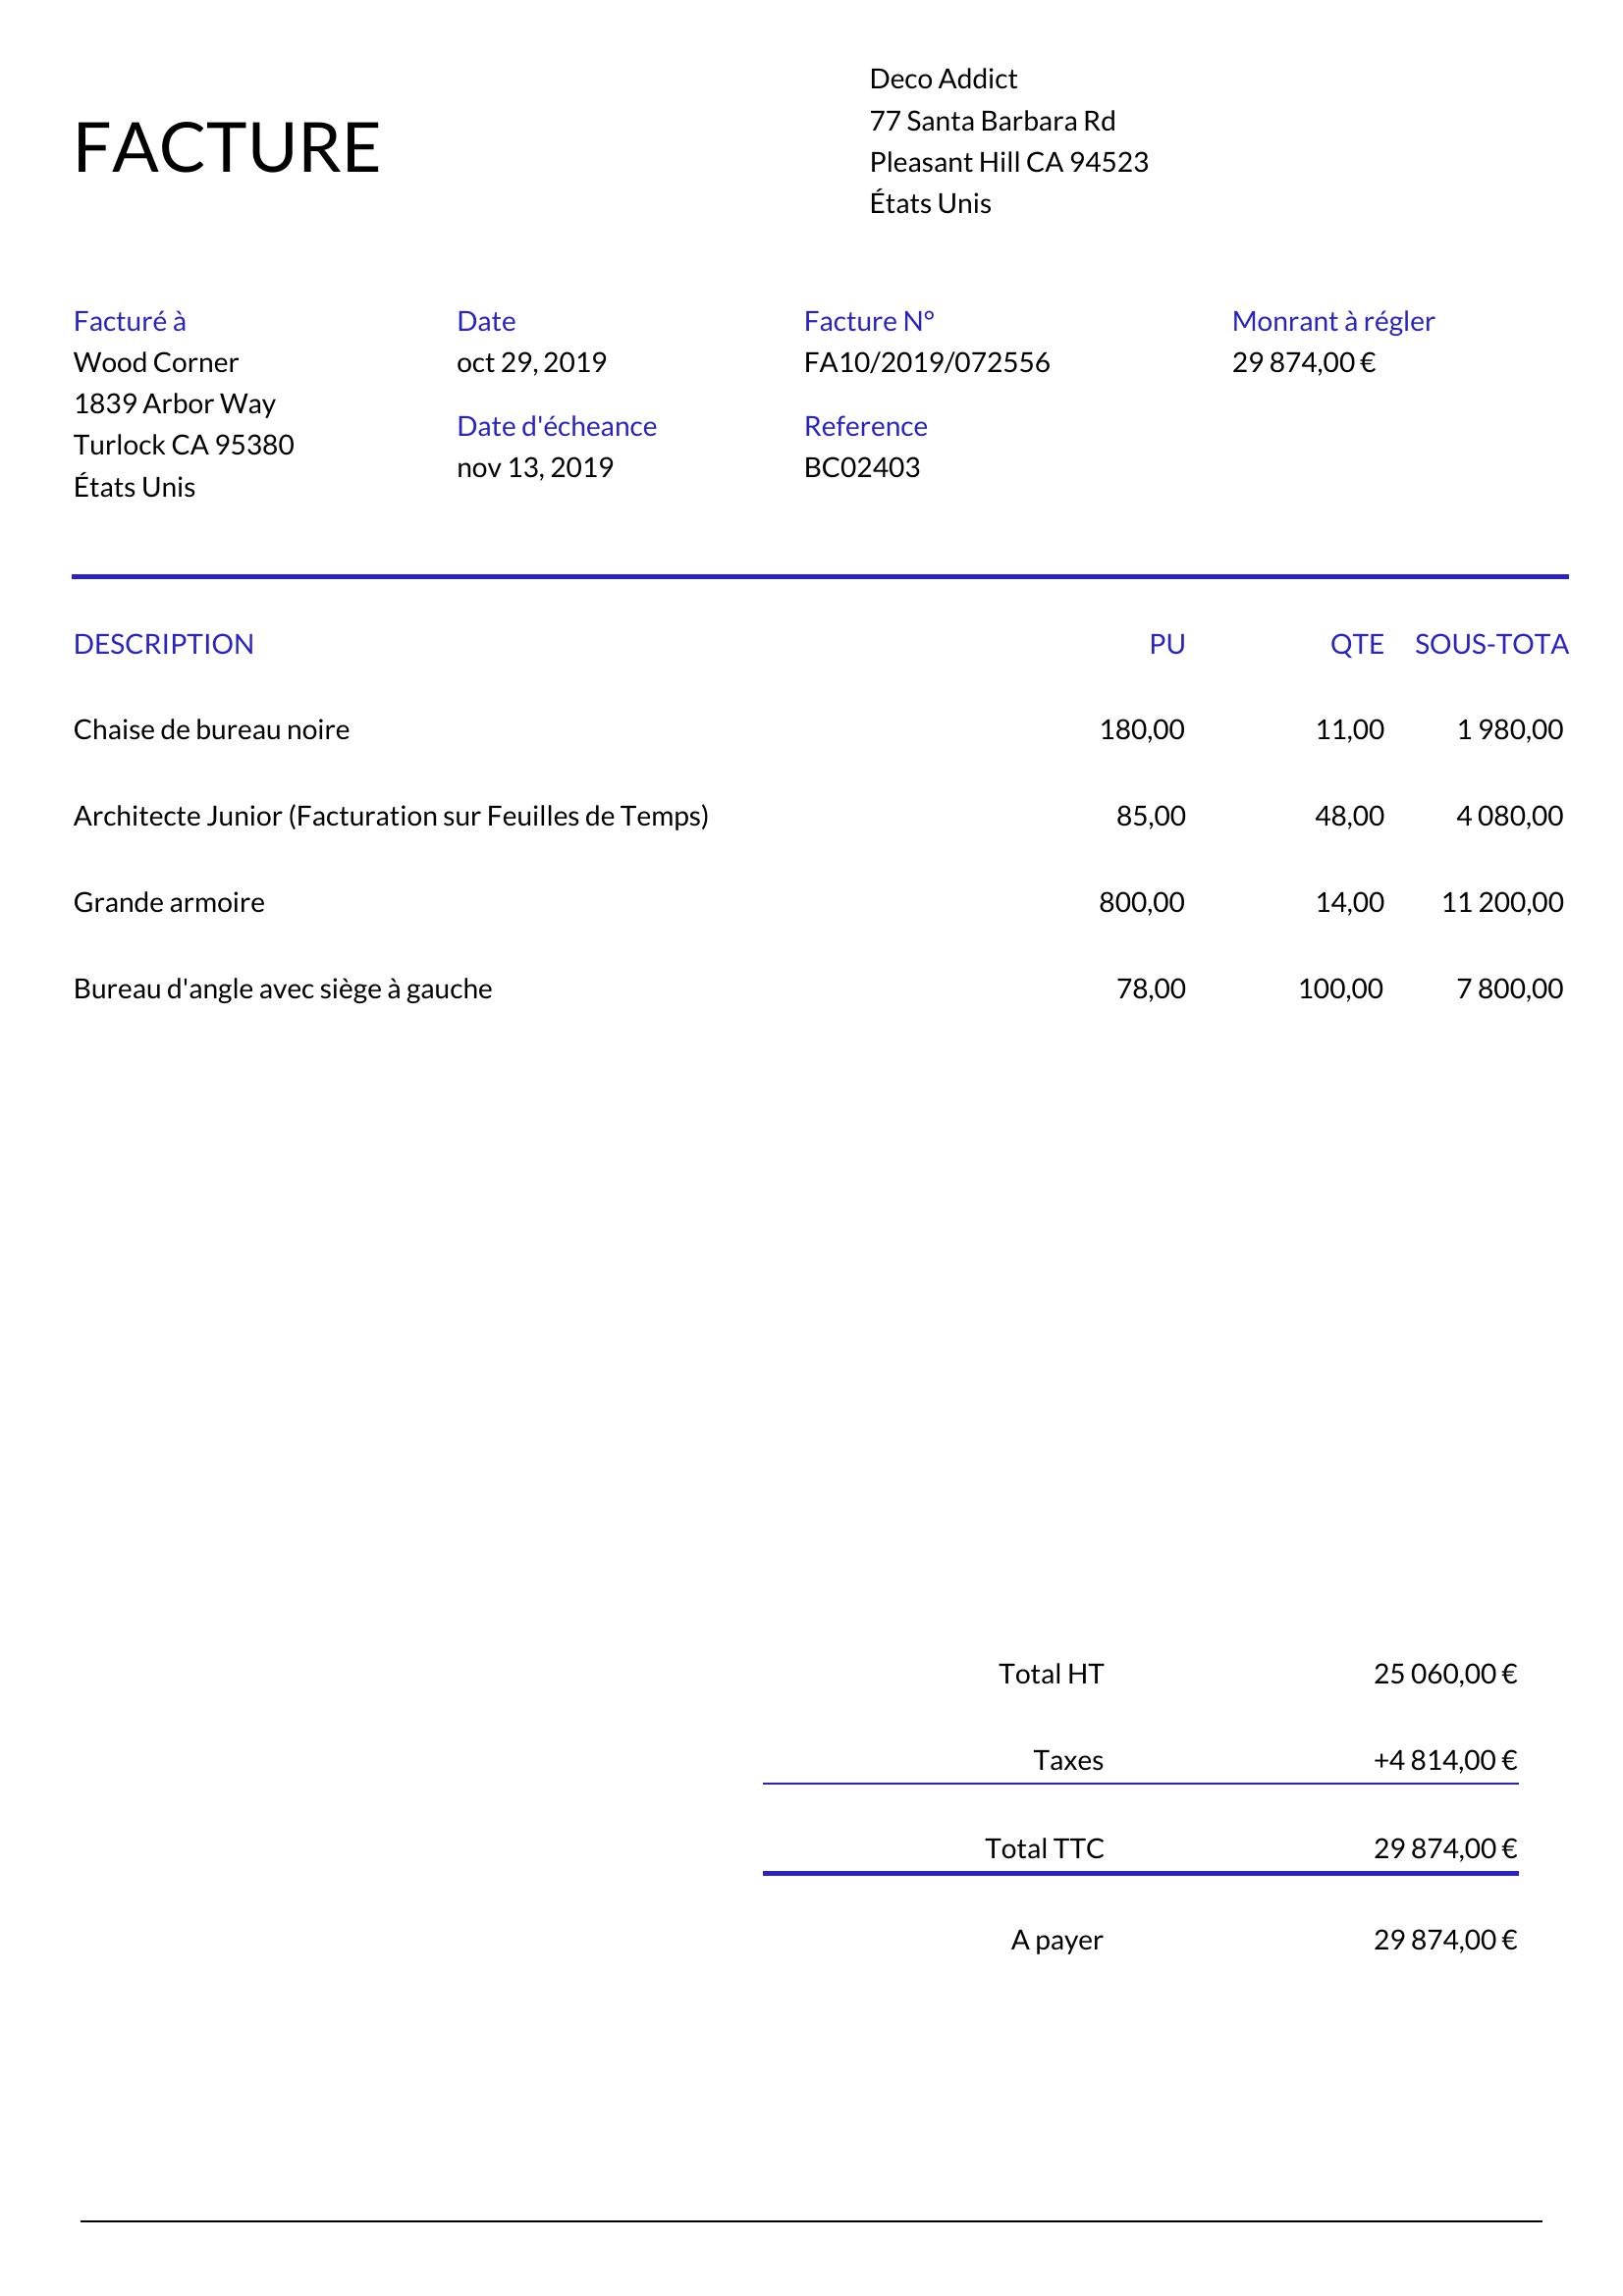 Deco Addict
77 Santa Barbara Rd
FACTURE
Pleasant Hill CA 94523
États Unis
Facturé à
Wood Corner
1839 Arbor Way
Turlock CA 95380
États Unis
Date
oct 29, 2019
Date d'écheance
nov 13, 2019
Facture N°
FA10/2019/072556
Reference
BC02403
Monrant à régler
29 874,00 €
DESCRIPTION PU QTE SOUS-TOTA
Chaise de bureau noire 180,00 11,00 1 980,00
Architecte Junior (Facturation sur Feuilles de Temps) 85,00 48,00 4 080,00
Grande armoire 800,00 14,00 11 200,00
Bureau d'angle avec siège à gauche 78,00 100,00 7 800,00
Total HT 25 060,00 €
Taxes +4 814,00 €
Total TTC 29 874,00 €
A payer 29 874,00 €